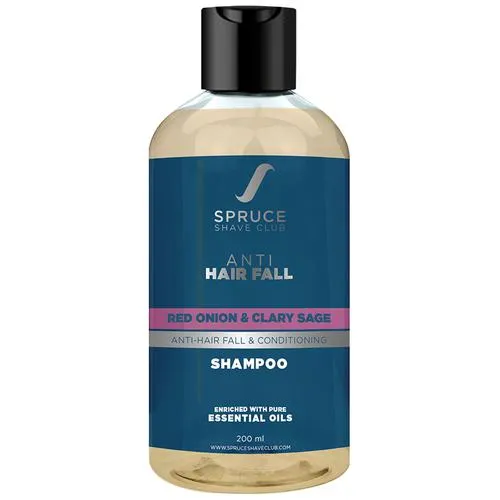 SPRUCE
SHAVE CLUB
ANTI
HAIR FALL
RED ONION & CLARY SAGE
ANTI-HAIR FALL & CONDITIONING
SHAMPOO
ENRICHED WITH PURE
ESSENTIAL OILS
200 ml
WWW.SPRUCESHAVECLUB.COM